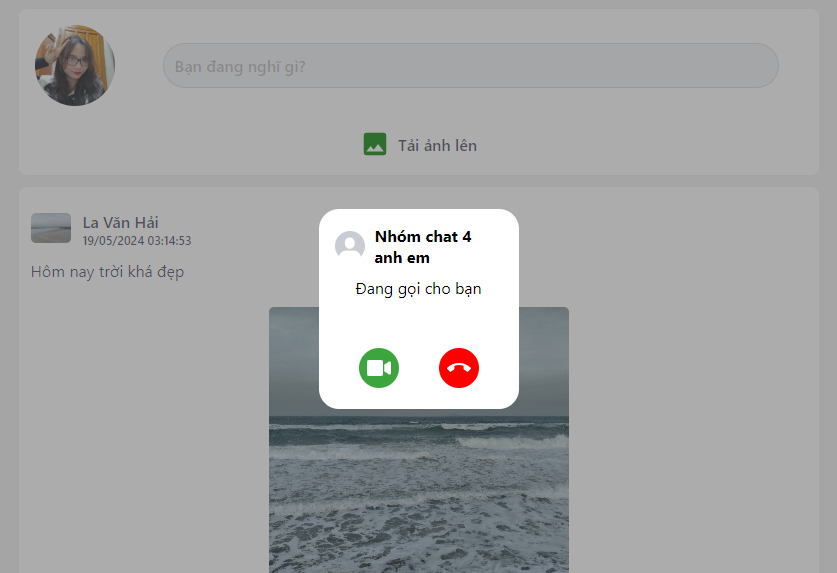 Bạn đang nghĩ gì?
Tải ảnh lên
La Văn Hải
19/05/2024 03:14:53
Hôm nay trời khá đẹp
Nhóm chat 4
anh em
Đang gọi cho bạn